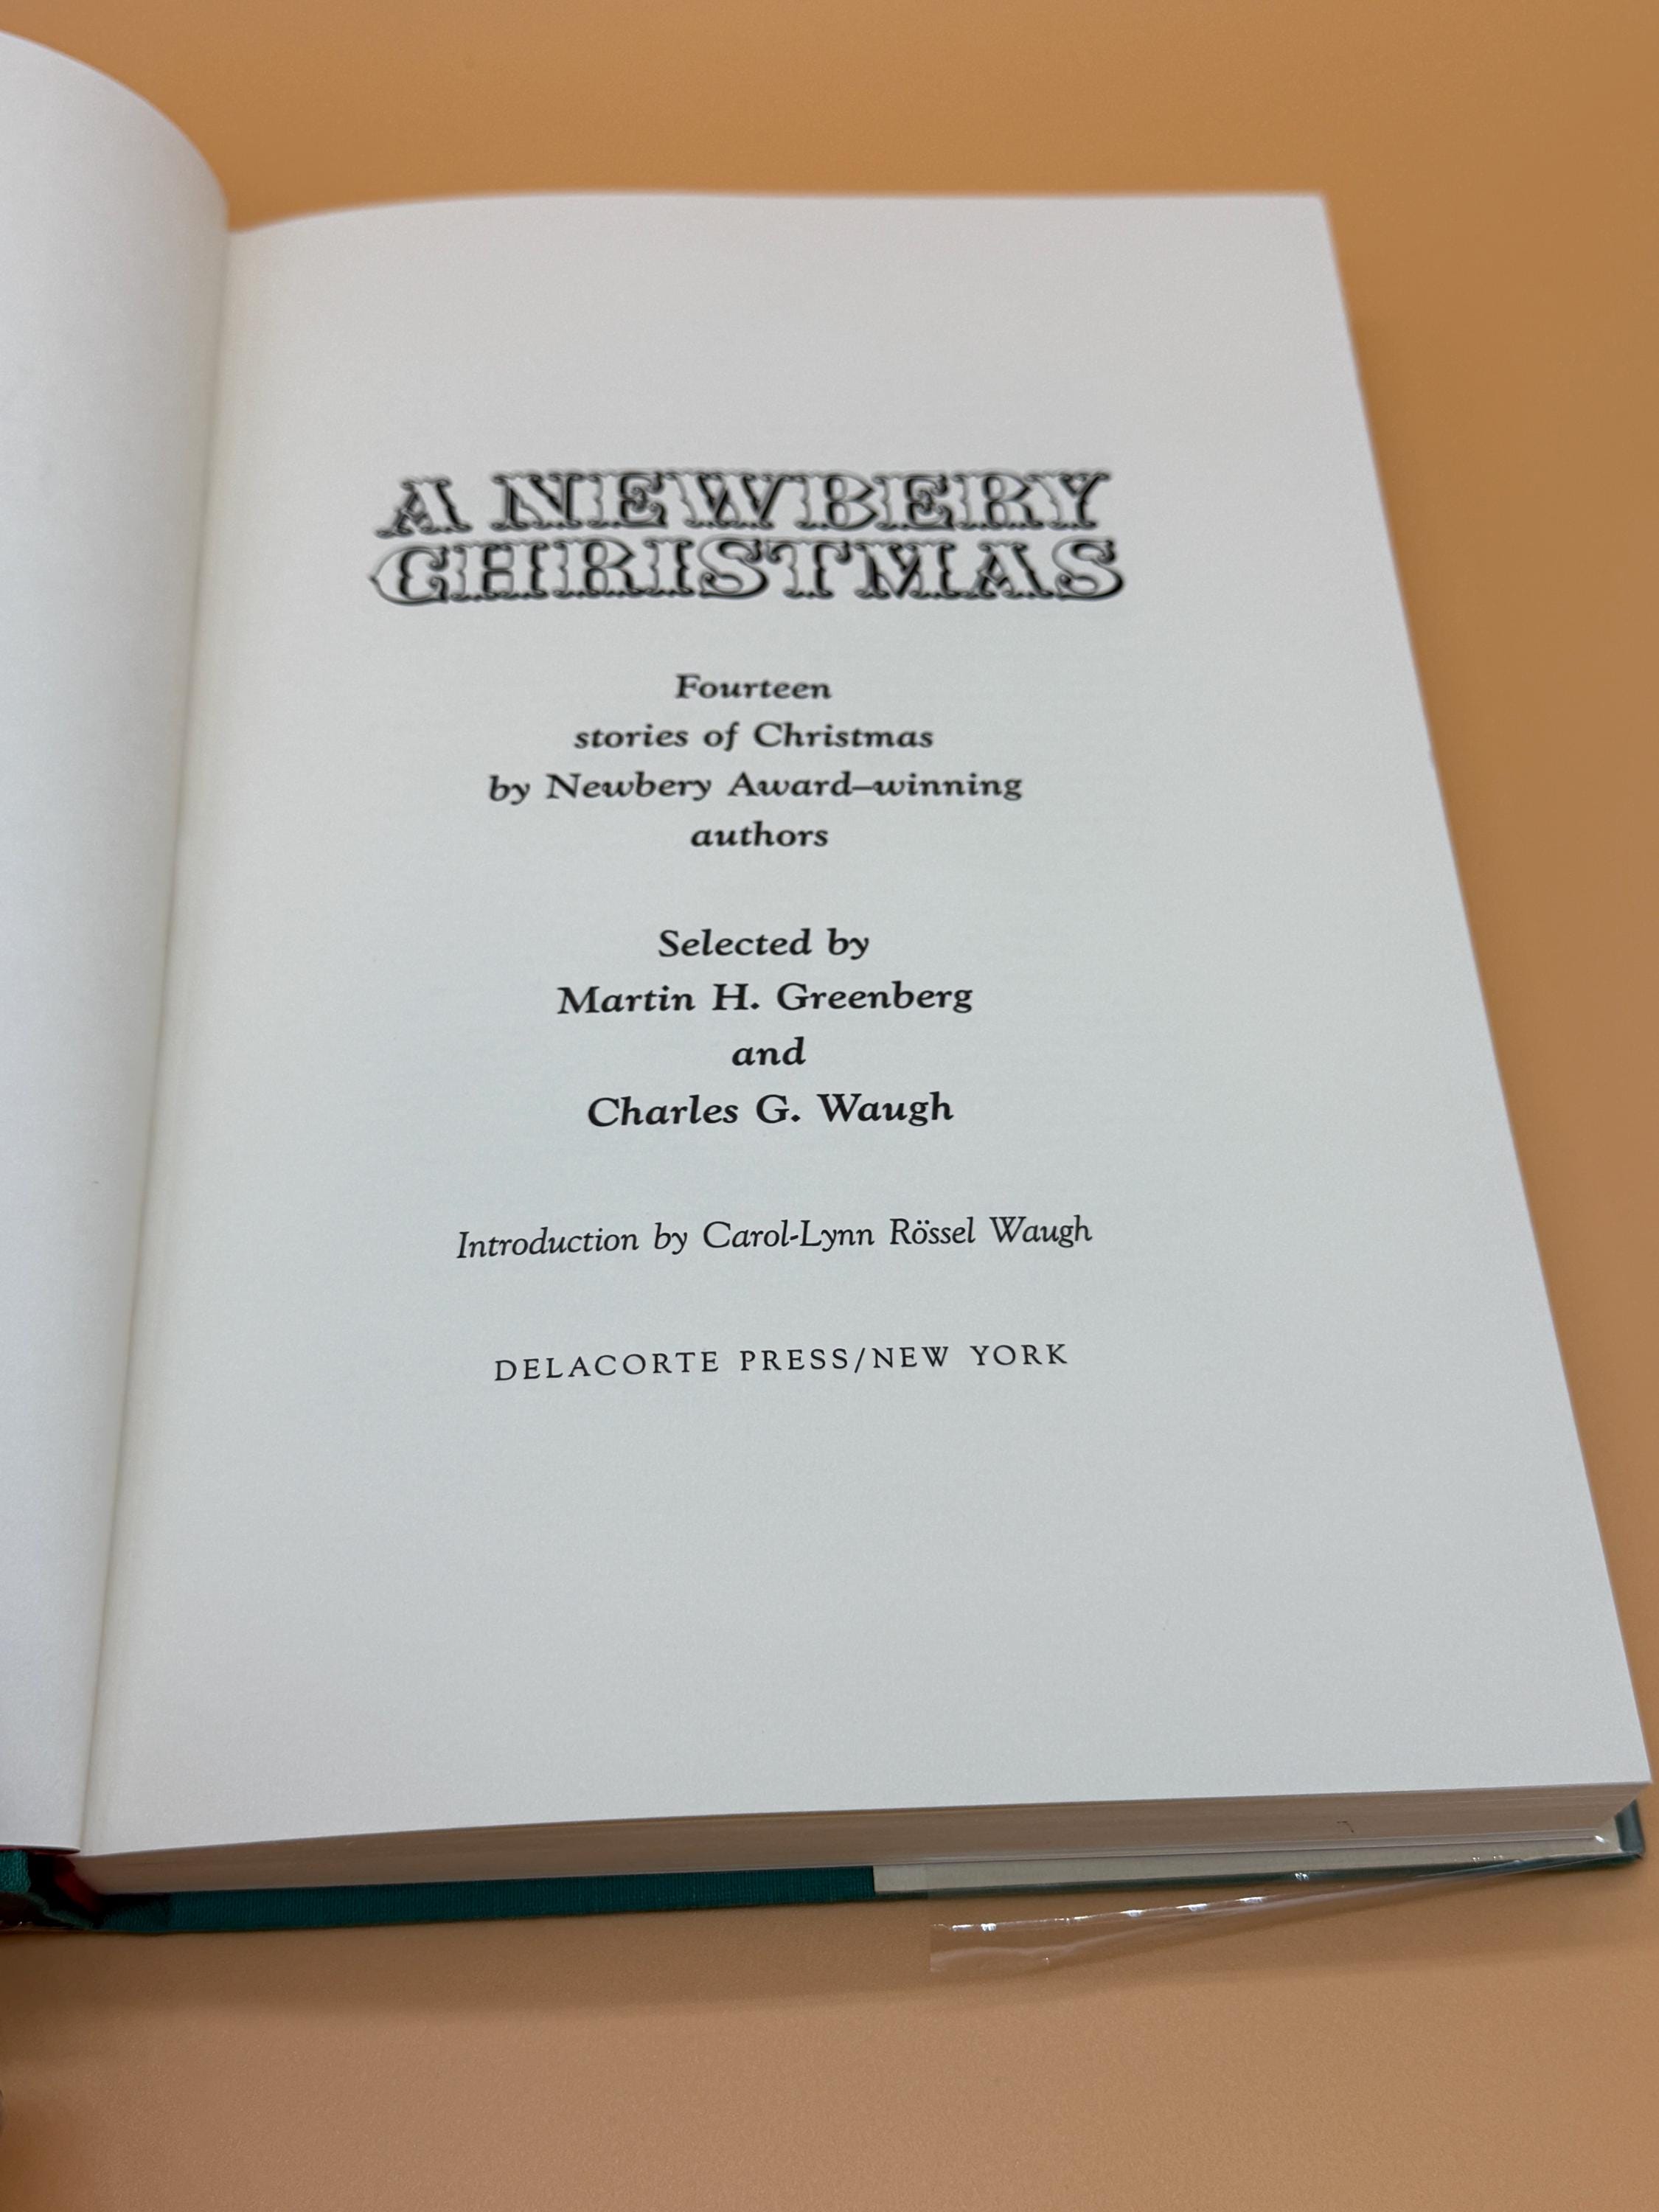 A NEWBERY
CHRISTMAS
Fourteen
stories of Christmas
by Newbery Award–winning
authors
Selected by
Martin H. Greenberg
and
Charles G. Waugh
Introduction by Carol-Lynn Rössel Waugh
DELACORTE PRESS/NEW YORK